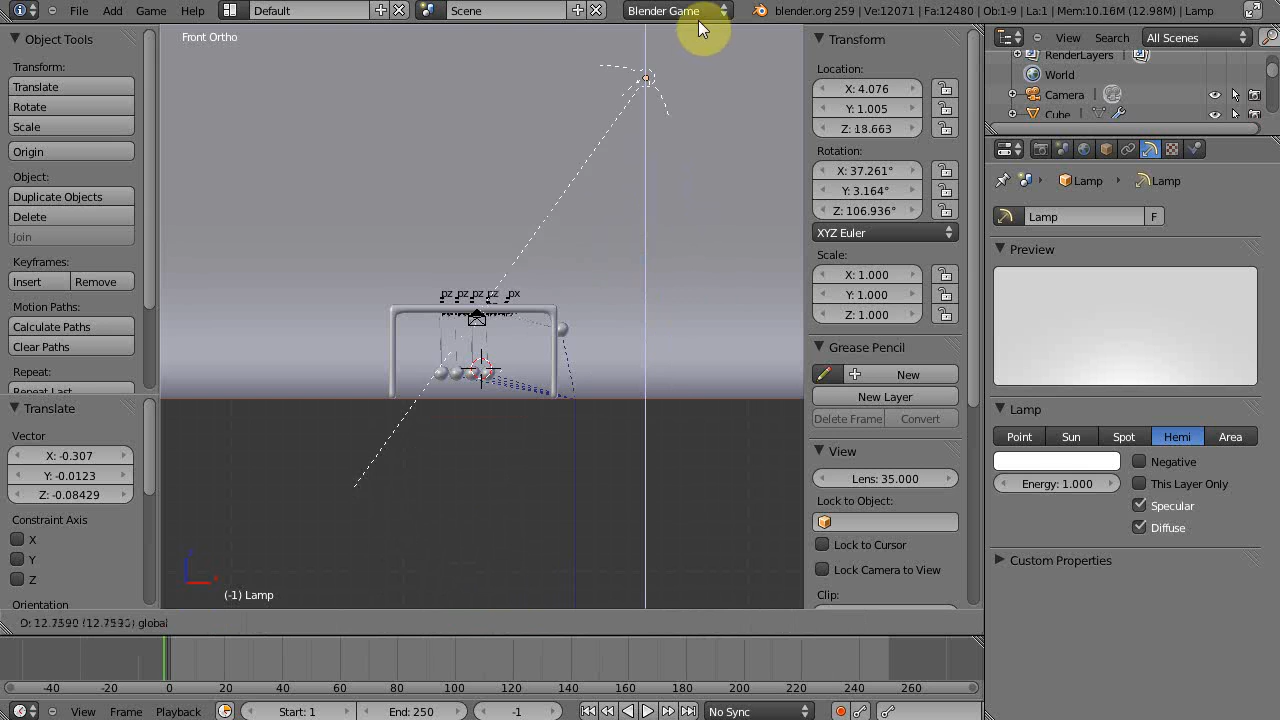 File Add Game Help Default Scene Blender Game blender.org 259 | Ve:12071 | Fa:12480 | Ob:1-9 | La:1 | Mem:10.16M (12.98M) | Lamp
Object Tools
Transform:
Translate
Rotate
Scale
Origin
Object:
Duplicate Objects
Delete
Join
Keyframes:
Insert Remove
Motion Paths:
Calculate Paths
Clear Paths
Repeat:
Repeat Last
Translate
Vector
X: -0.307
Y: -0.0123
Z: -0.08429
Constraint Axis
X
Y
Z
Orientation
Front Ortho
pz pz pz cz px
(-1) Lamp
D: 12.7390 (12.7390) global
Transform
Location:
X: 4.076
Y: 1.005
Z: 18.663
Rotation:
X: 37.261°
Y: 3.164°
Z: 106.936°
XYZ Euler
Scale:
X: 1.000
Y: 1.000
Z: 1.000
Grease Pencil
New
New Layer
Delete Frame Convert
View
Lens: 35.000
Lock to Object:
Lock to Cursor
Lock Camera to View
Clip:
View Search All Scenes
RenderLayers
World
Camera
Cube
Lamp Lamp
Lamp F
Preview
Lamp
Point Sun Spot Hemi Area
Negative
Energy: 1.000 This Layer Only
Specular
Diffuse
Custom Properties
-40 -20 0 20 40 60 80 100 120 140 160 180 200 220 240 260
View Frame Playback Start: 1 End: 250 -1 No Sync